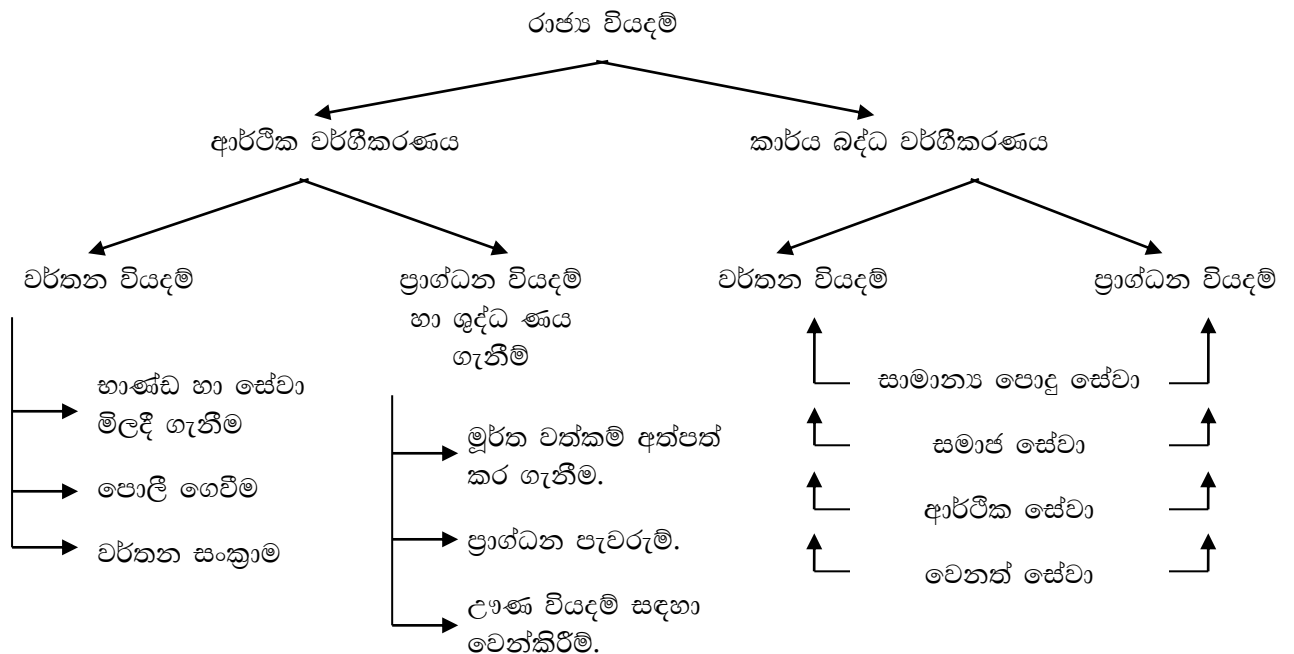 රාජ්‍ය වියදම්
ආර්ථික වර්ගීකරණය
කාර්ය බද්ධ වර්ගීකරණය
වර්තන වියදම්
ප්‍රාග්ධන වියදම්
හා ශුද්ධ ණය
ගැනීම්
වර්තන වියදම්
ප්‍රාග්ධන වියදම්
භාණ්ඩ හා සේවා
මිලදී ගැනීම
පොලී ගෙවීම
වර්තන සංක්‍රාම
මූර්ත වත්කම් අත්පත්
කර ගැනීම.
ප්‍රාග්ධන පැවරුම්.
ඌණ වියදම් සඳහා
වෙන්කිරීම්.
සාමාන්‍ය පොදු සේවා
සමාජ සේවා
ආර්ථික සේවා
වෙනත් සේවා